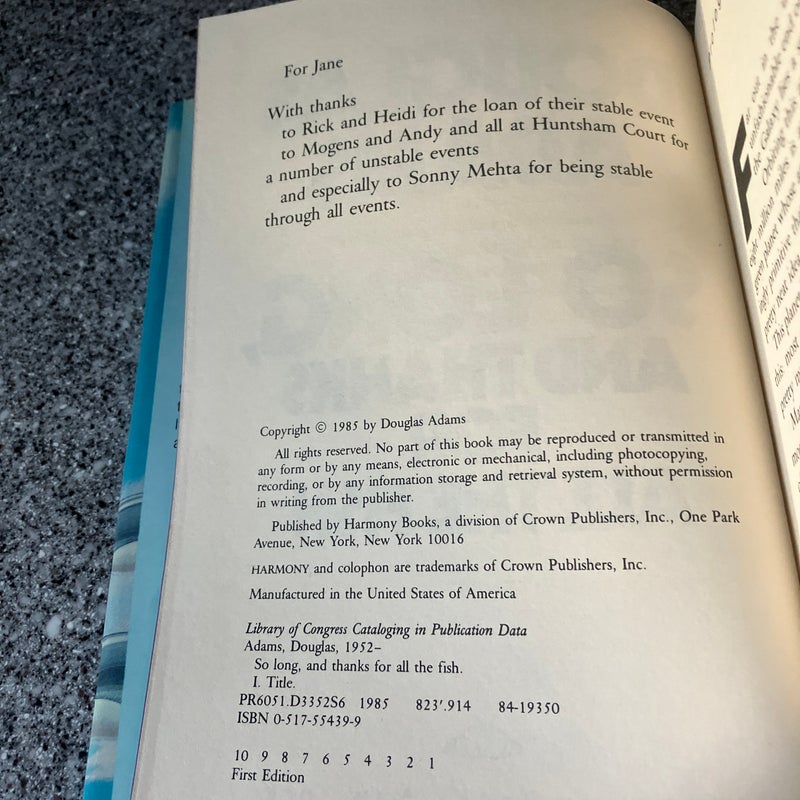 For Jane
With thanks
to Rick and Heidi for the loan of their stable event
to Mogens and Andy and all at Huntsham Court for
a number of unstable events
and especially to Sonny Mehta for being stable
through all events.
Copyright © 1985 by Douglas Adams
All rights reserved. No part of this book may be reproduced or transmitted in
any form or by any means, electronic or mechanical, including photocopying,
recording, or by any information storage and retrieval system, without permission
in writing from the publisher.
Published by Harmony Books, a division of Crown Publishers, Inc., One Park
Avenue, New York, New York 10016
HARMONY and colophon are trademarks of Crown Publishers, Inc.
Manufactured in the United States of America
Library of Congress Cataloging in Publication Data
Adams, Douglas, 1952–
So long, and thanks for all the fish.
I. Title.
PR6051.D3352S6 1985 823′.914 84-19350
ISBN 0-517-55439-9
10 9 8 7 6 5 4 3 2 1
First Edition